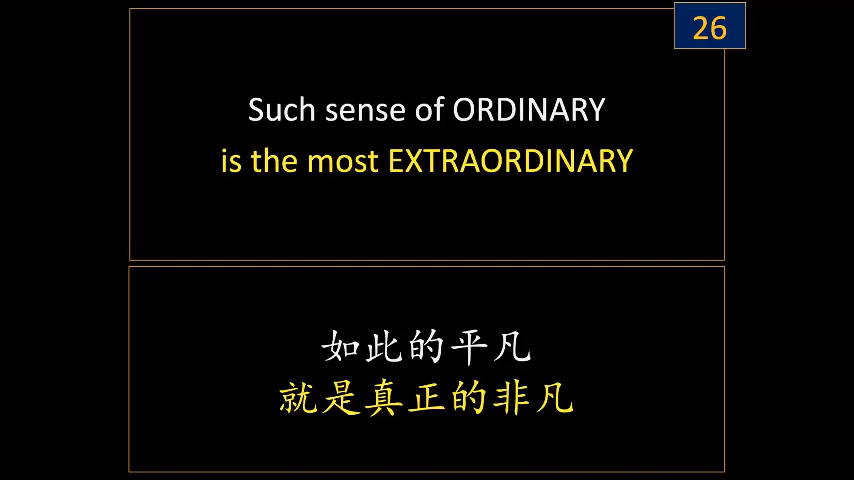 26
Such sense of ORDINARY
is the most EXTRAORDINARY
如此的平凡
就是真正的非凡